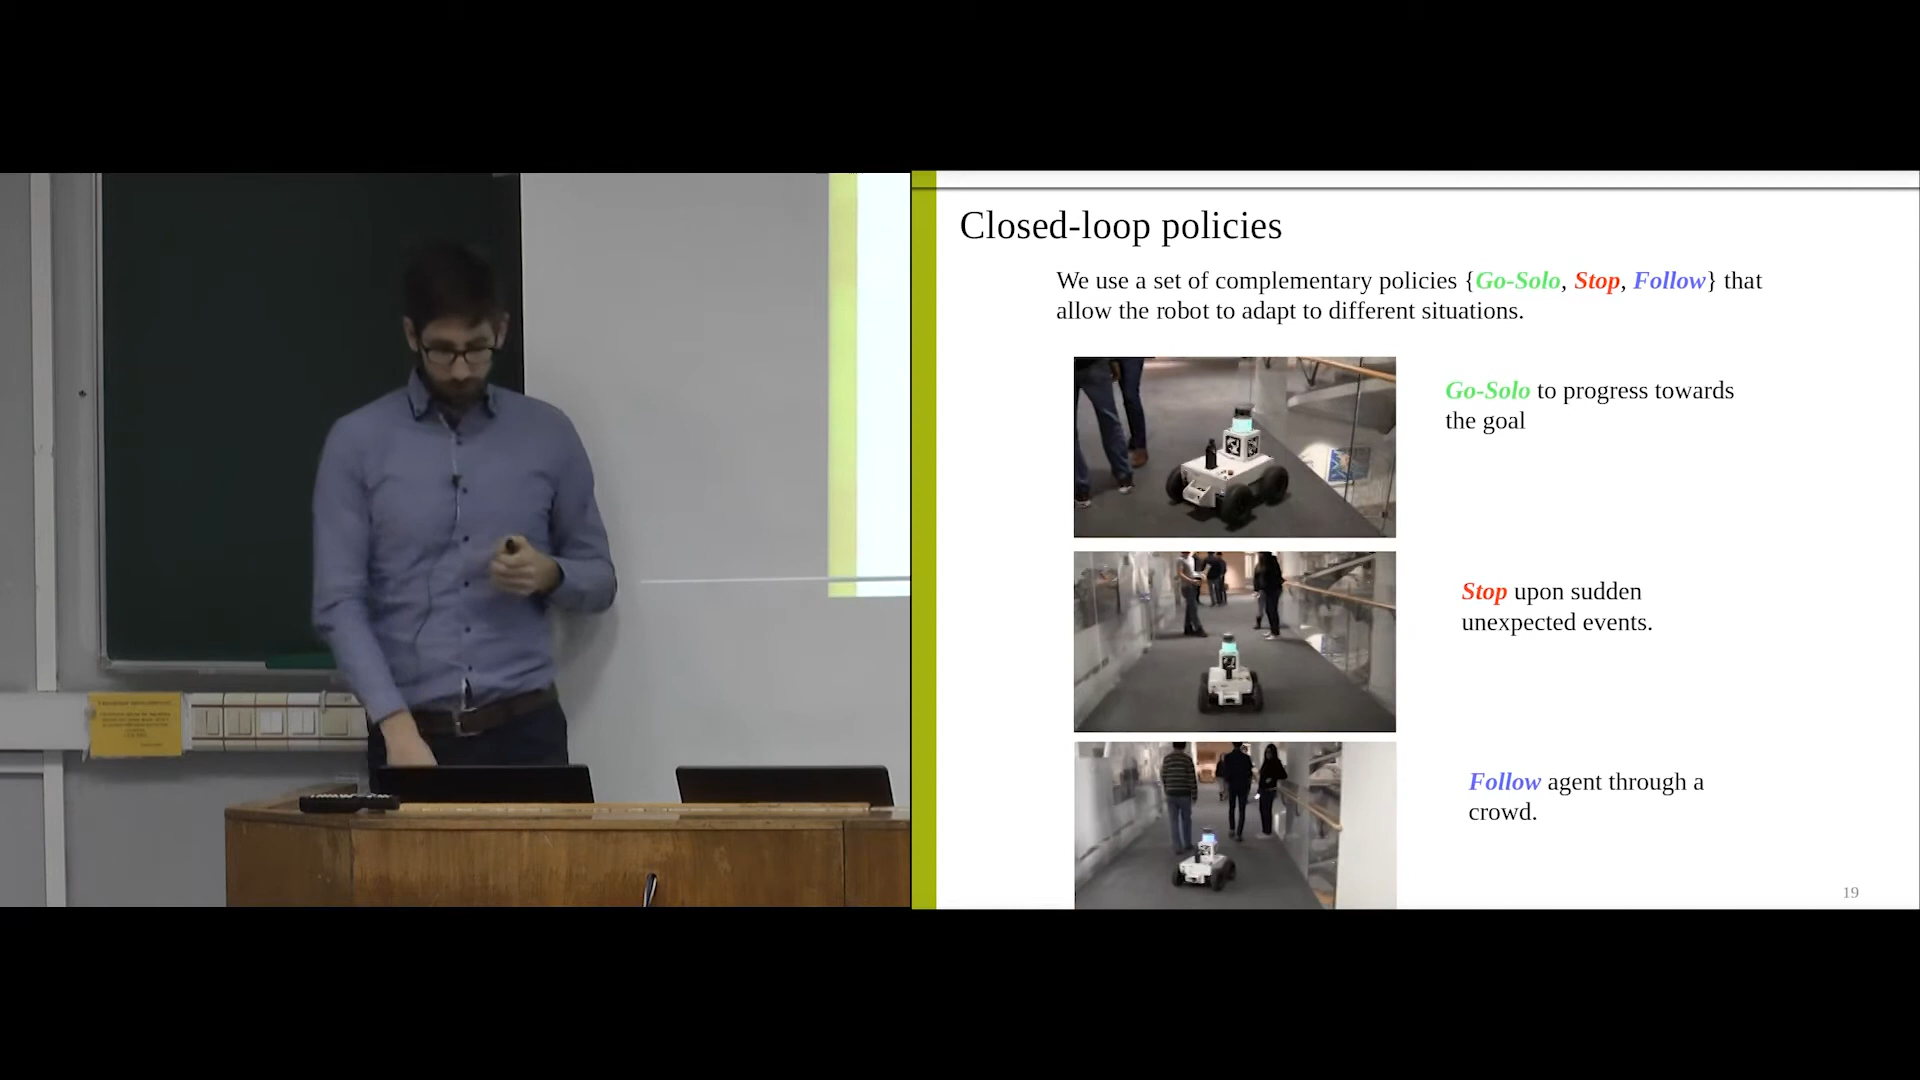 Closed-loop policies
We use a set of complementary policies {Go-Solo, Stop, Follow} that
allow the robot to adapt to different situations.
Go-Solo to progress towards
the goal
Stop upon sudden
unexpected events.
Follow agent through a
crowd.
19